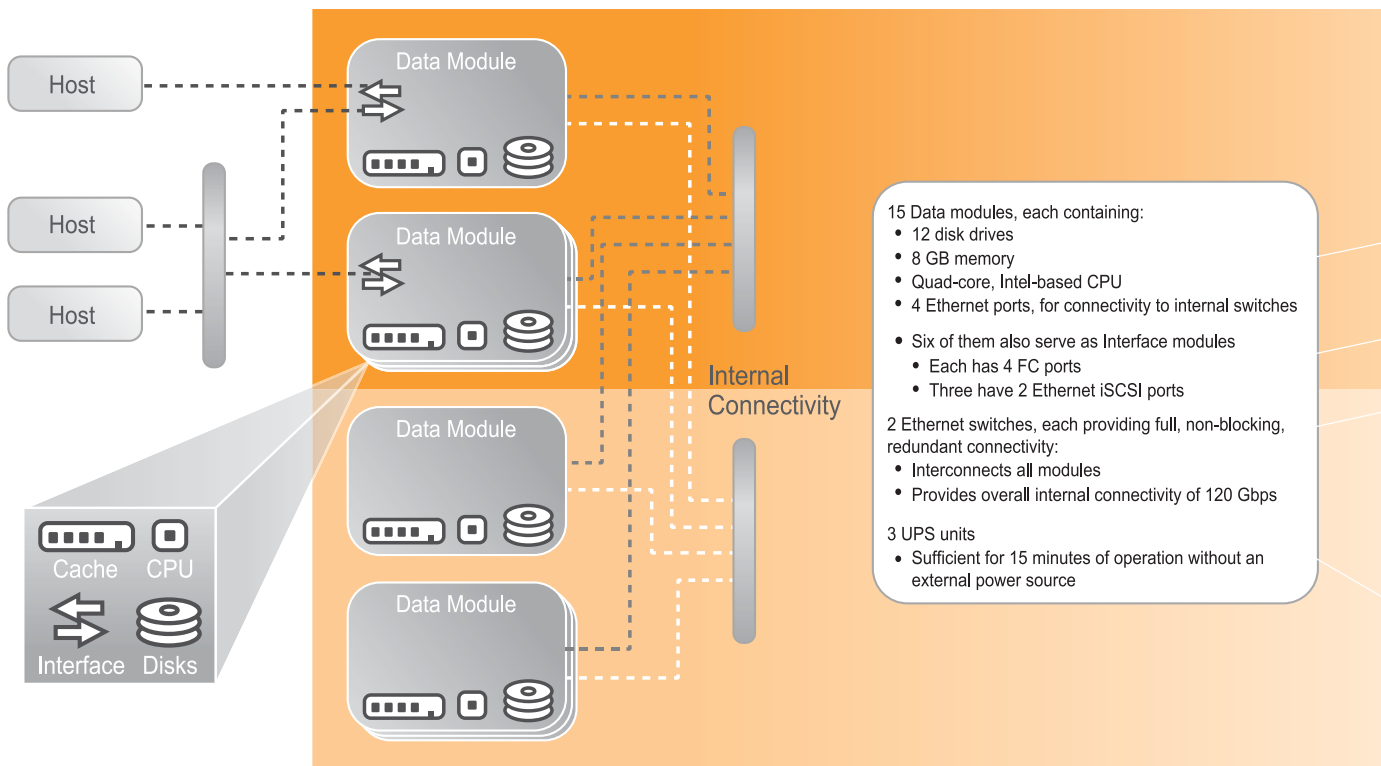 Data Module
Host
Data Module
Host
Host
Internal
Connectivity
Data Module
Data Module
Cache CPU
Interface Disks
15 Data modules, each containing:
• 12 disk drives
• 8 GB memory
• Quad-core, Intel-based CPU
• 4 Ethernet ports, for connectivity to internal switches
• Six of them also serve as Interface modules
• Each has 4 FC ports
• Three have 2 Ethernet iSCSI ports
2 Ethernet switches, each providing full, non-blocking,
redundant connectivity:
• Interconnects all modules
• Provides overall internal connectivity of 120 Gbps
3 UPS units
• Sufficient for 15 minutes of operation without an
external power source